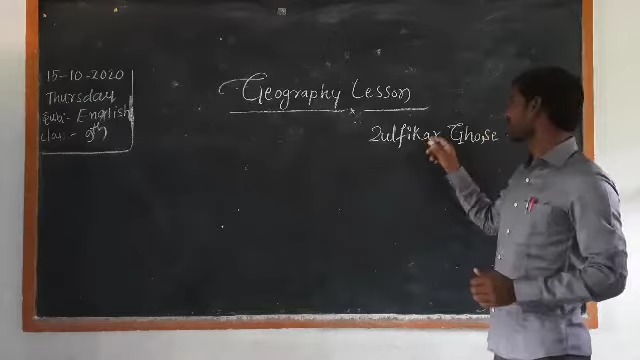 15-10-2020
Thursday
Sub:- English
Class:- 9th
Geography Lesson
Zulfikar Ghose